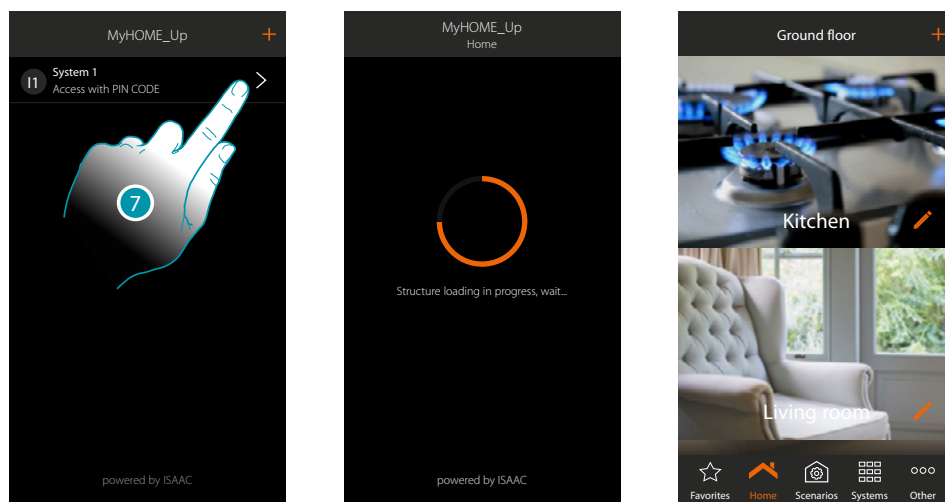 MyHOME_Up
+
I1
System 1
Access with PIN CODE
>
7
powered by ISAAC
MyHOME_Up
Home
Structure loading in progress, wait...
powered by ISAAC
Ground floor
+
Kitchen
Living room
Favorites Home Scenarios Systems Other